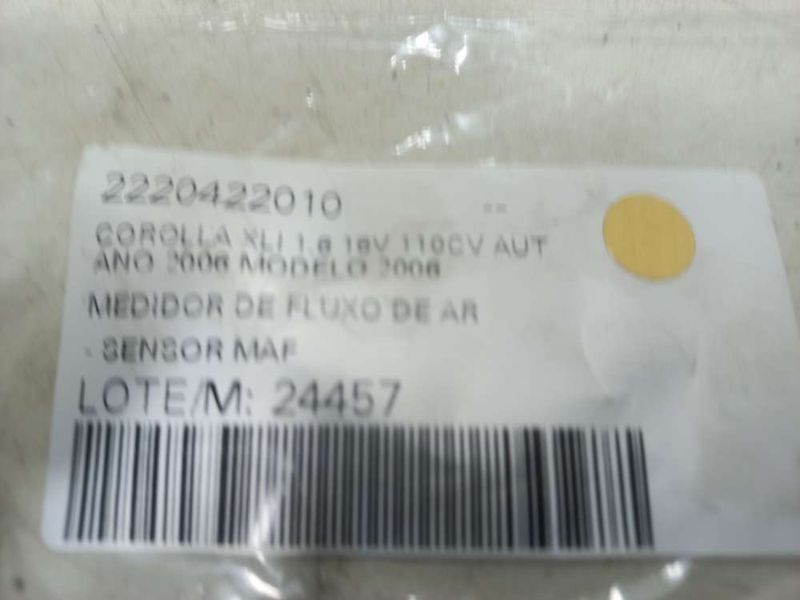 2220422010 --
COROLLA XLI 1.6 16V 110CV AUT
ANO 2006 MODELO 2006
MEDIDOR DE FLUXO DE AR
- SENSOR MAF
LOTE/M: 24457